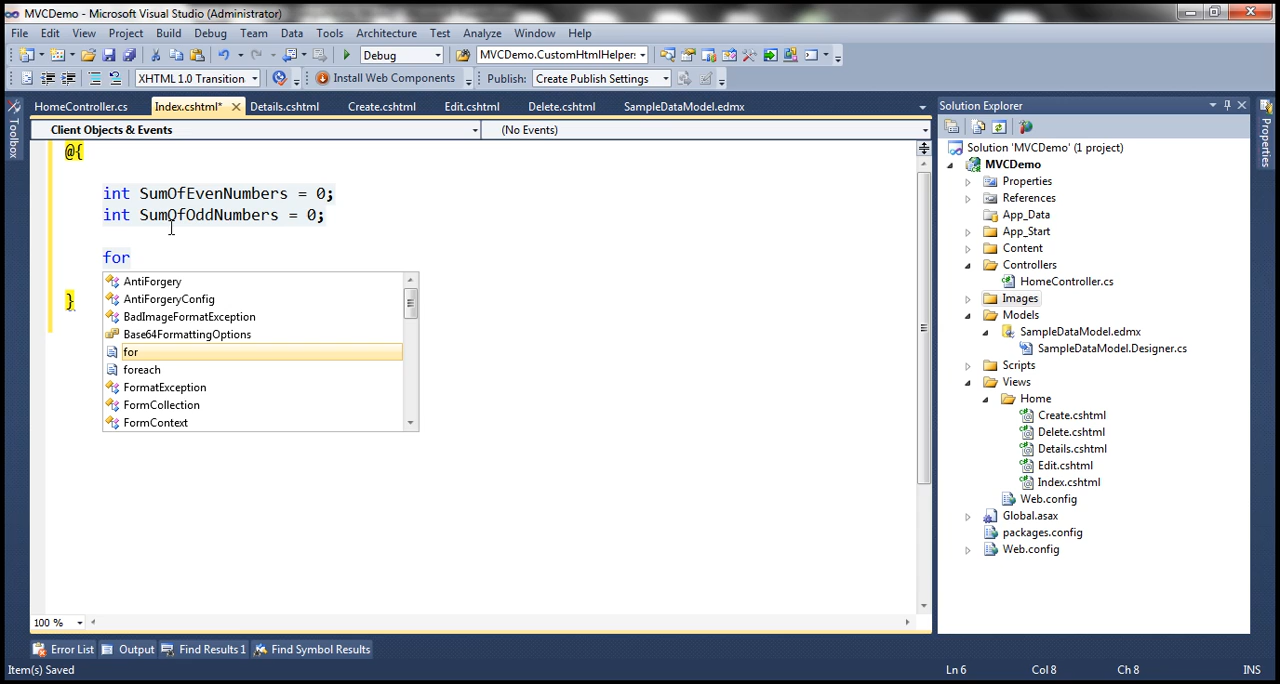 MVCDemo - Microsoft Visual Studio (Administrator)
File Edit View Project Build Debug Team Data Tools Architecture Test Analyze Window Help
Debug MVCDemo.CustomHtmlHelper:
XHTML 1.0 Transition Install Web Components Publish: Create Publish Settings
HomeController.cs Index.cshtml* Details.cshtml Create.cshtml Edit.cshtml Delete.cshtml SampleDataModel.edmx
Client Objects & Events (No Events)
@{
int SumOfEvenNumbers = 0;
int SumOfOddNumbers = 0;
for
AntiForgery
AntiForgeryConfig
BadImageFormatException
Base64FormattingOptions
for
foreach
FormatException
FormCollection
FormContext
}
100 %
Toolbox
Solution Explorer
Solution 'MVCDemo' (1 project)
MVCDemo
Properties
References
App_Data
App_Start
Content
Controllers
HomeController.cs
Images
Models
SampleDataModel.edmx
SampleDataModel.Designer.cs
Scripts
Views
Home
Create.cshtml
Delete.cshtml
Details.cshtml
Edit.cshtml
Index.cshtml
Web.config
Global.asax
packages.config
Web.config
Properties
Error List Output Find Results 1 Find Symbol Results
Item(s) Saved Ln 6 Col 8 Ch 8 INS